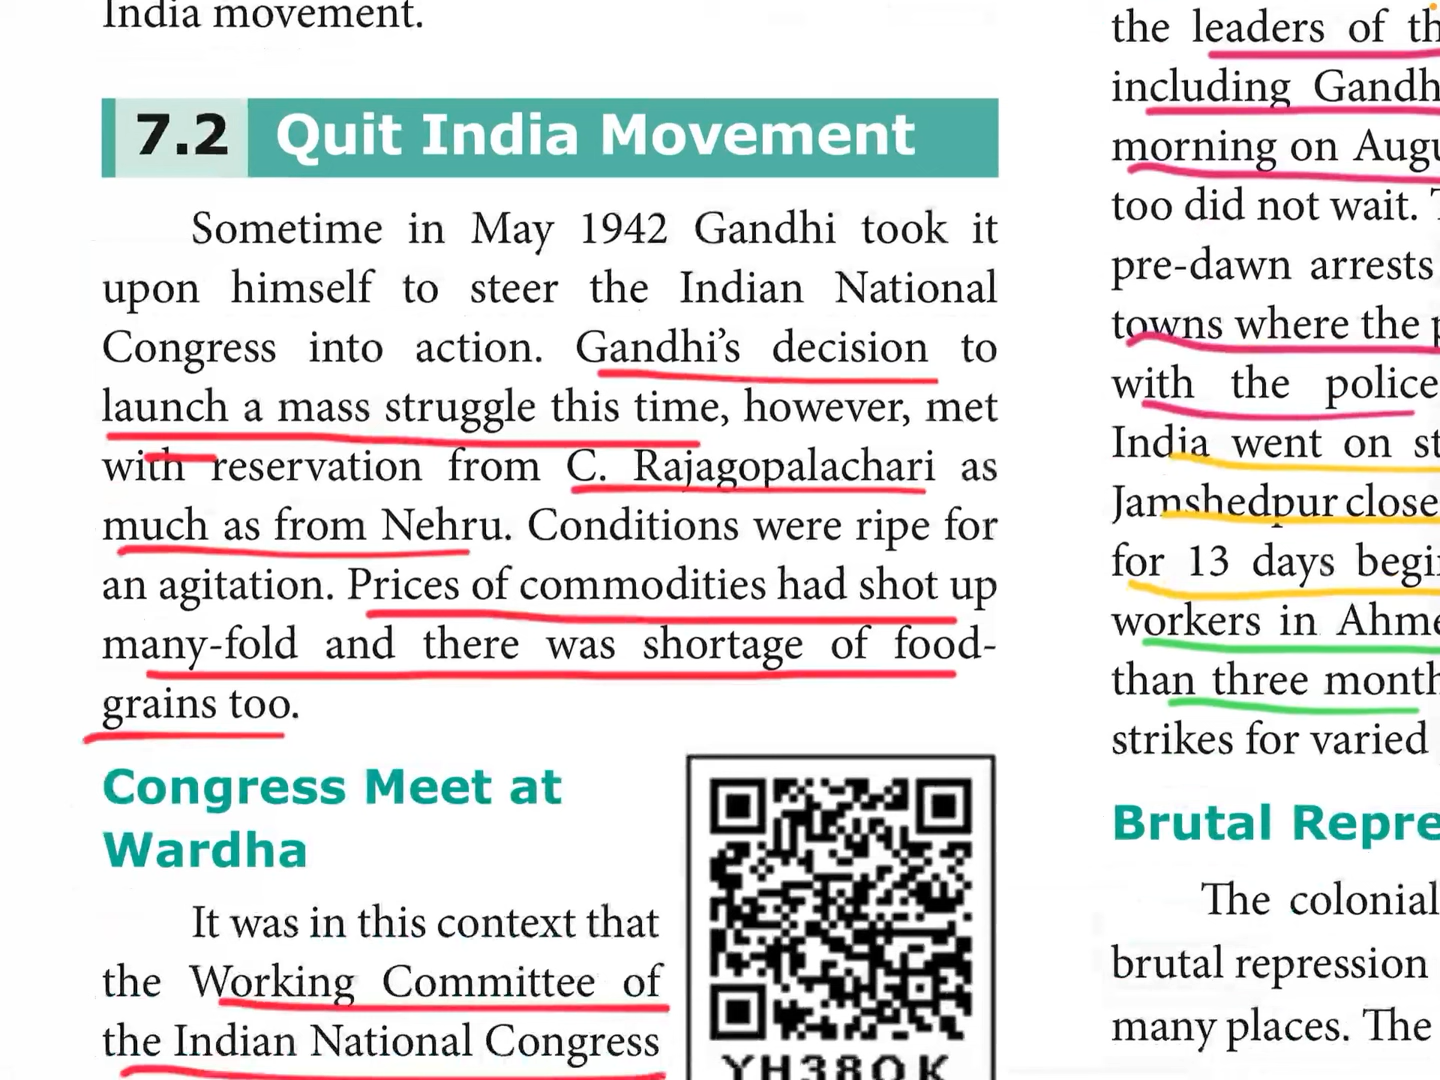 India movement.
7.2 Quit India Movement
Sometime in May 1942 Gandhi took it
upon himself to steer the Indian National
Congress into action. Gandhi’s decision to
launch a mass struggle this time, however, met
with reservation from C. Rajagopalachari as
much as from Nehru. Conditions were ripe for
an agitation. Prices of commodities had shot up
many-fold and there was shortage of food-
grains too.
Congress Meet at
Wardha
It was in this context that
the Working Committee of
the Indian National Congress
YH38QK
the leaders of
including
morning on
too did not wait.
pre-dawn arrests
towns where the
with the police
India went on
Jamshedpur
for 13 days
workers in
than three
strikes for varied
Brutal
The colonial
brutal repression
many places. The